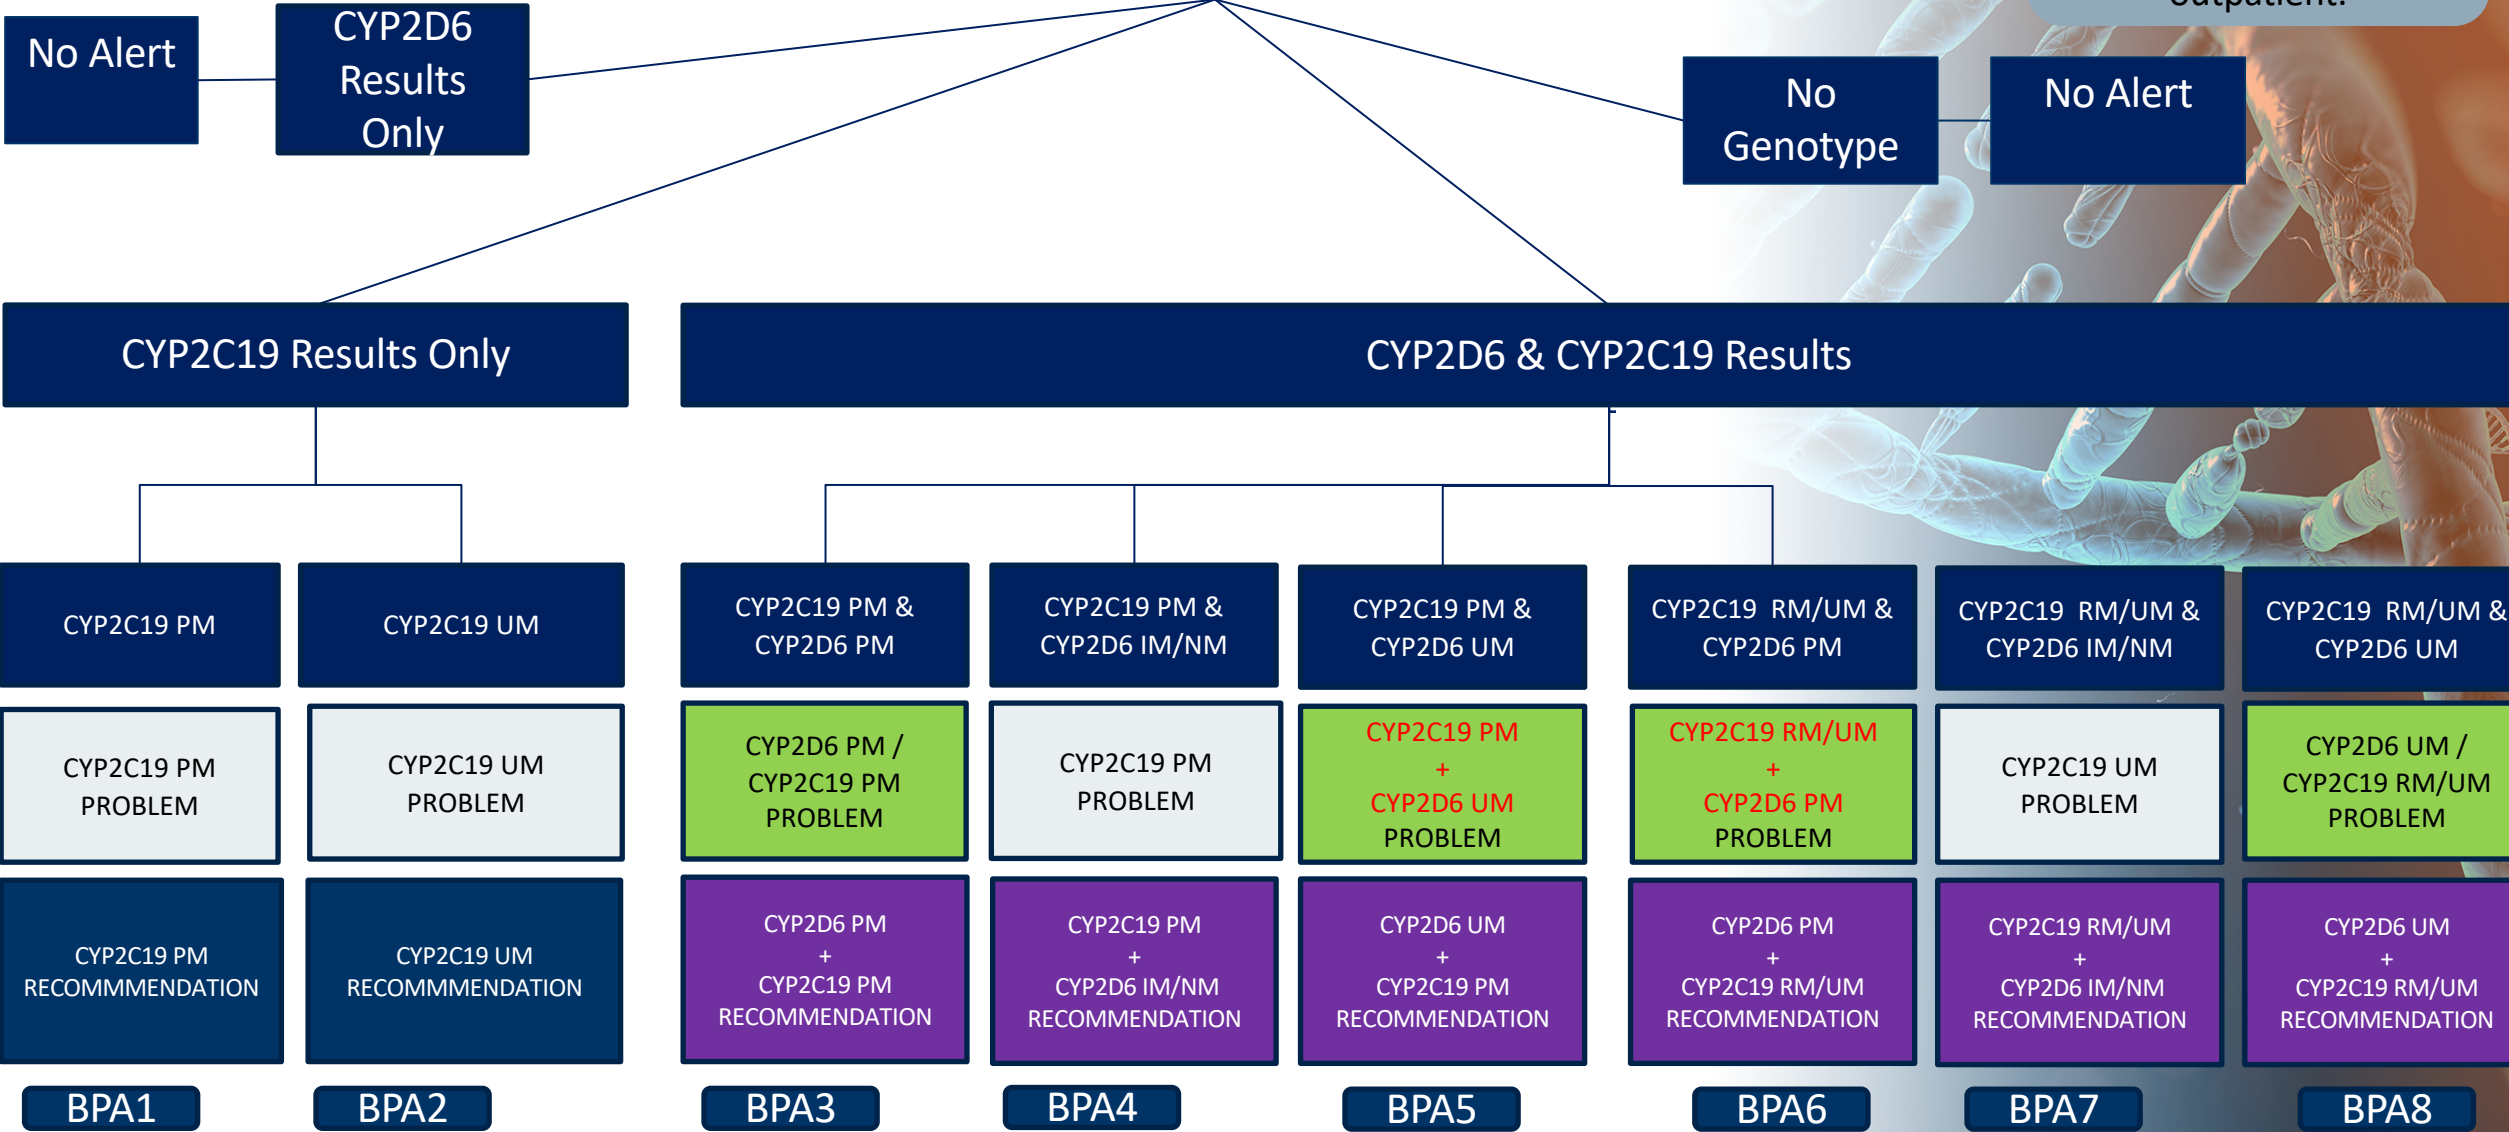 outpatient.
No Alert
CYP2D6
Results
Only
No
Genotype
No Alert
CYP2C19 Results Only
CYP2D6 & CYP2C19 Results
CYP2C19 PM
CYP2C19 UM
CYP2C19 PM &
CYP2D6 PM
CYP2C19 PM &
CYP2D6 IM/NM
CYP2C19 PM &
CYP2D6 UM
CYP2C19 RM/UM &
CYP2D6 PM
CYP2C19 RM/UM &
CYP2D6 IM/NM
CYP2C19 RM/UM &
CYP2D6 UM
CYP2C19 PM
PROBLEM
CYP2C19 UM
PROBLEM
CYP2D6 PM /
CYP2C19 PM
PROBLEM
CYP2C19 PM
PROBLEM
CYP2C19 PM
+
CYP2D6 UM
PROBLEM
CYP2C19 RM/UM
+
CYP2D6 PM
PROBLEM
CYP2C19 UM
PROBLEM
CYP2D6 UM /
CYP2C19 RM/UM
PROBLEM
CYP2C19 PM
RECOMMMENDATION
CYP2C19 UM
RECOMMMENDATION
CYP2D6 PM
+
CYP2C19 PM
RECOMMENDATION
CYP2C19 PM
+
CYP2D6 IM/NM
RECOMMENDATION
CYP2D6 UM
+
CYP2C19 PM
RECOMMENDATION
CYP2D6 PM
+
CYP2C19 RM/UM
RECOMMENDATION
CYP2C19 RM/UM
+
CYP2D6 IM/NM
RECOMMENDATION
CYP2D6 UM
+
CYP2C19 RM/UM
RECOMMENDATION
BPA1
BPA2
BPA3
BPA4
BPA5
BPA6
BPA7
BPA8